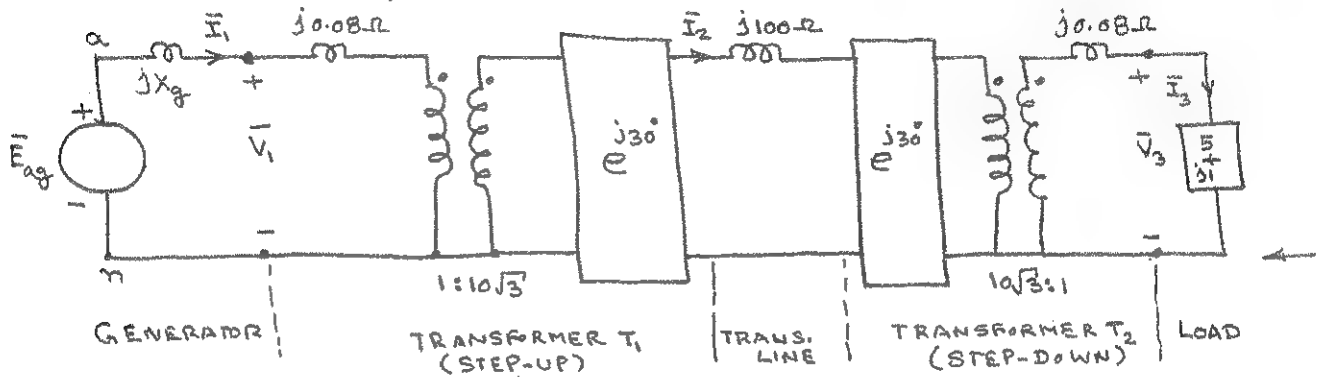 a
jXg
Ī₁
j0.08Ω
Ī₂
j100Ω
j0.08Ω
+
-
Ēag
+
V̄₁
-
e^j30°
e^j30°
+
V̄₃
-
Ī₃
5
+
j1
n
1:10√3
10√3:1
GENERATOR
TRANSFORMER T₁
(STEP-UP)
TRANS.
LINE
TRANSFORMER T₂
(STEP-DOWN)
LOAD